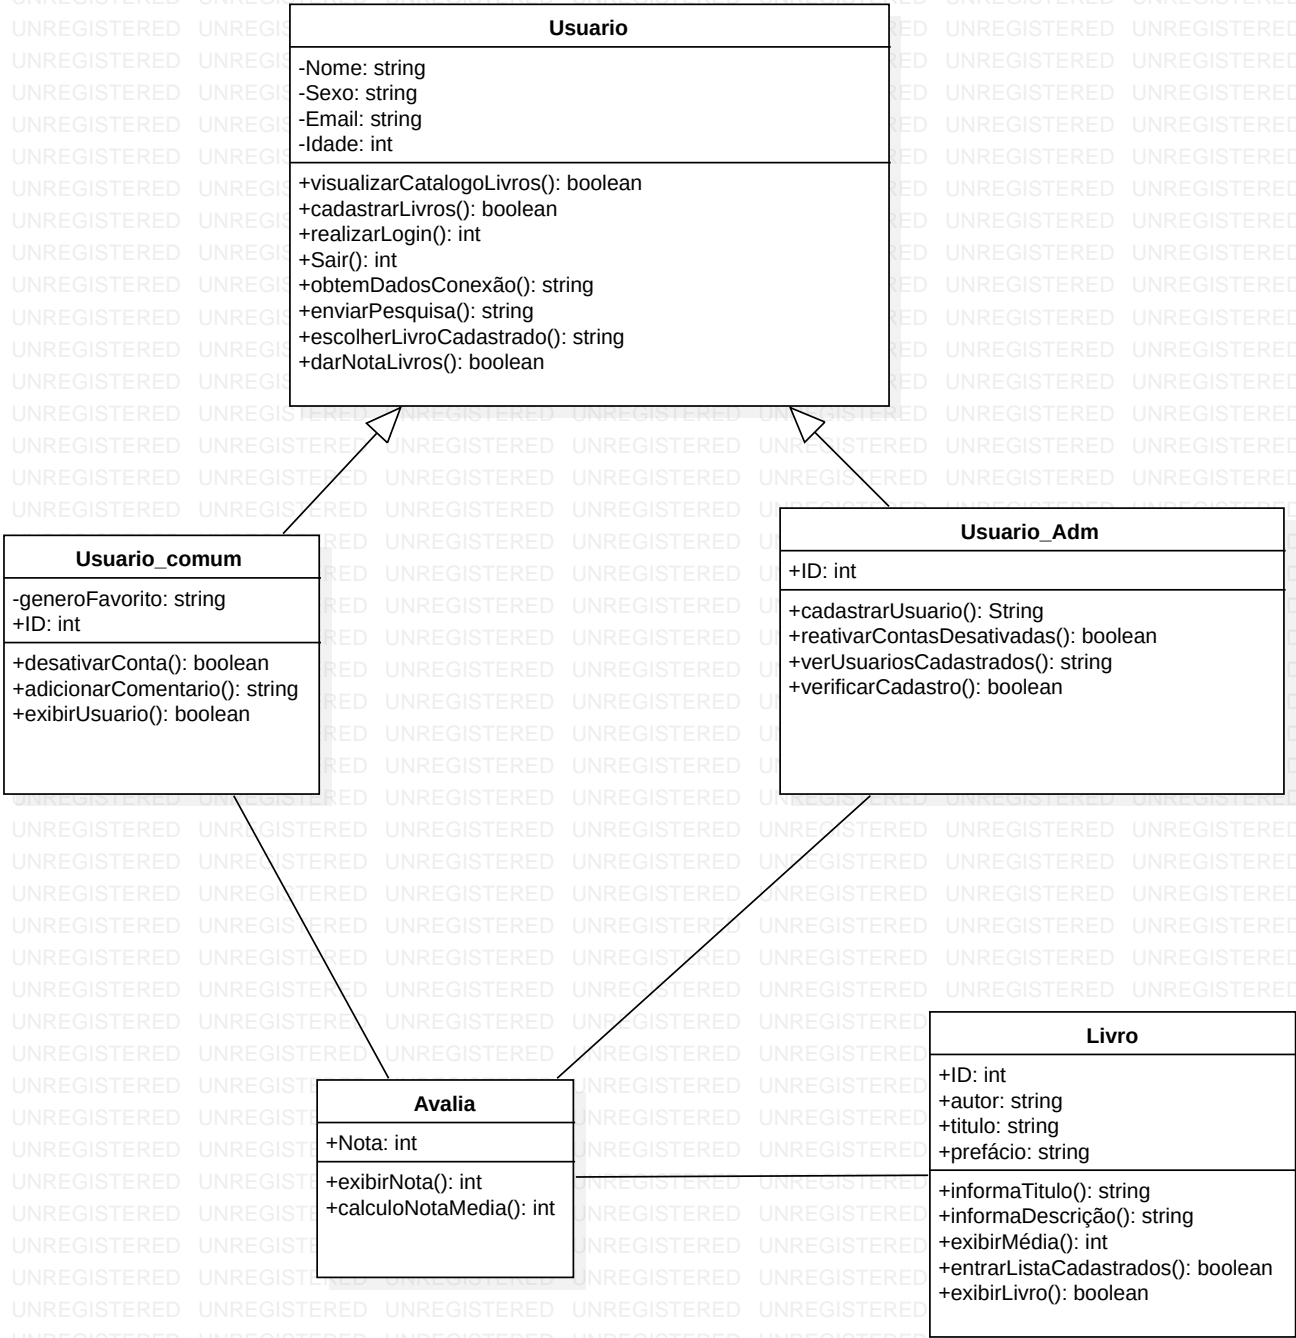 Usuario
-Nome: string
-Sexo: string
-Email: string
-Idade: int
+visualizarCatalogoLivros(): boolean
+cadastrarLivros(): boolean
+realizarLogin(): int
+Sair(): int
+obtemDadosConexão(): string
+enviarPesquisa(): string
+escolherLivroCadastrado(): string
+darNotaLivros(): boolean
Usuario_comum
-generoFavorito: string
+ID: int
+desativarConta(): boolean
+adicionarComentario(): string
+exibirUsuario(): boolean
Usuario_Adm
+ID: int
+cadastrarUsuario(): String
+reativarContasDesativadas(): boolean
+verUsuariosCadastrados(): string
+verificarCadastro(): boolean
Avalia
+Nota: int
+exibirNota(): int
+calculoNotaMedia(): int
Livro
+ID: int
+autor: string
+titulo: string
+prefácio: string
+informaTitulo(): string
+informaDescrição(): string
+exibirMédia(): int
+entrarListaCadastrados(): boolean
+exibirLivro(): boolean
UNREGISTERED